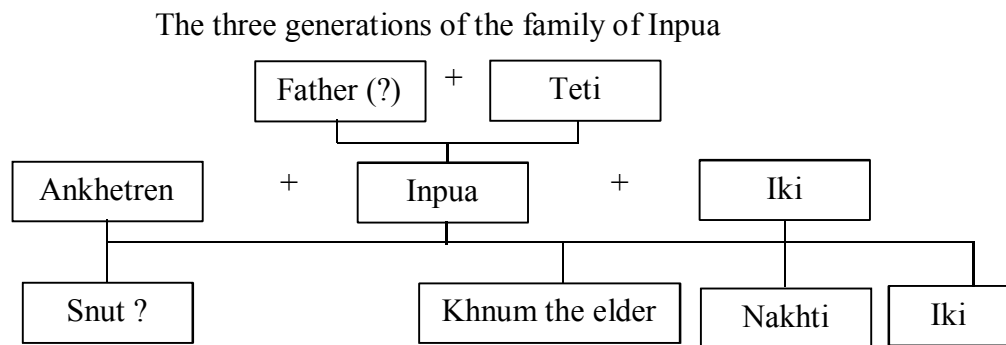 The three generations of the family of Inpua
Father (?) + Teti
Ankhetren + Inpua + Iki
Snut ? Khnum the elder Nakhti Iki